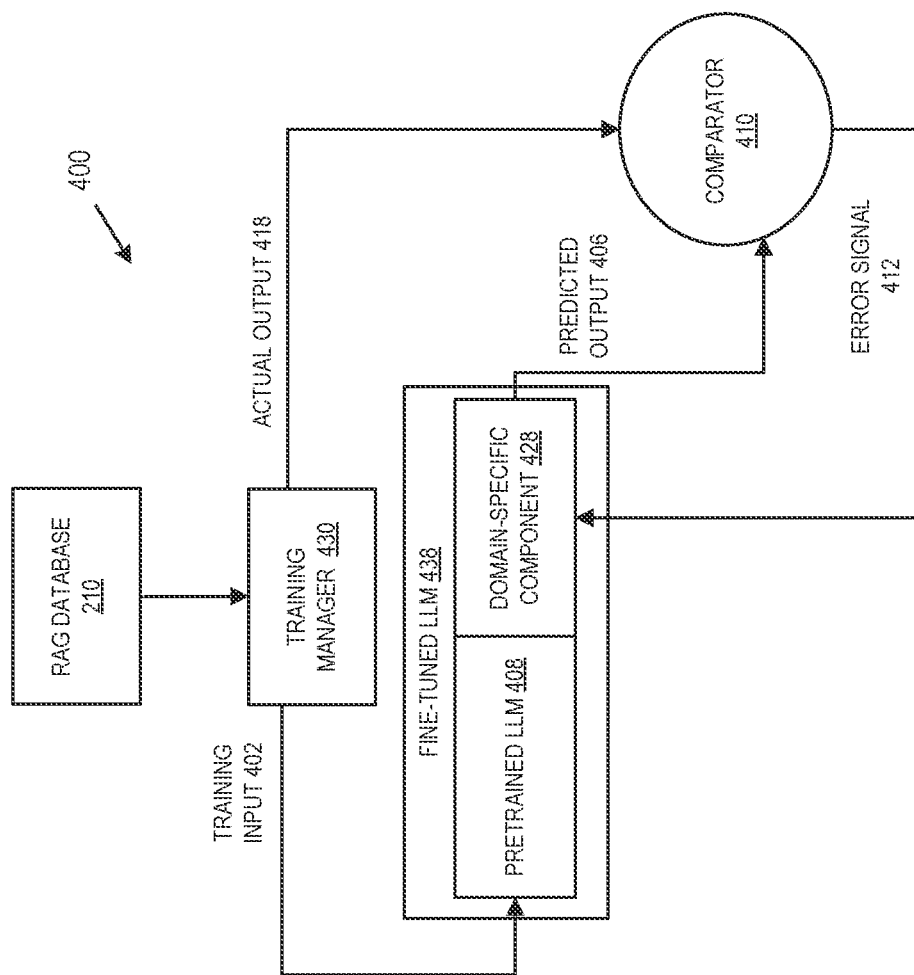 400
RAG DATABASE
210
TRAINING
MANAGER 430
TRAINING
INPUT 402
ACTUAL OUTPUT 418
FINE-TUNED LLM 438
PRETRAINED LLM 408
DOMAIN-SPECIFIC
COMPONENT 428
PREDICTED
OUTPUT 406
COMPARATOR
410
ERROR SIGNAL
412